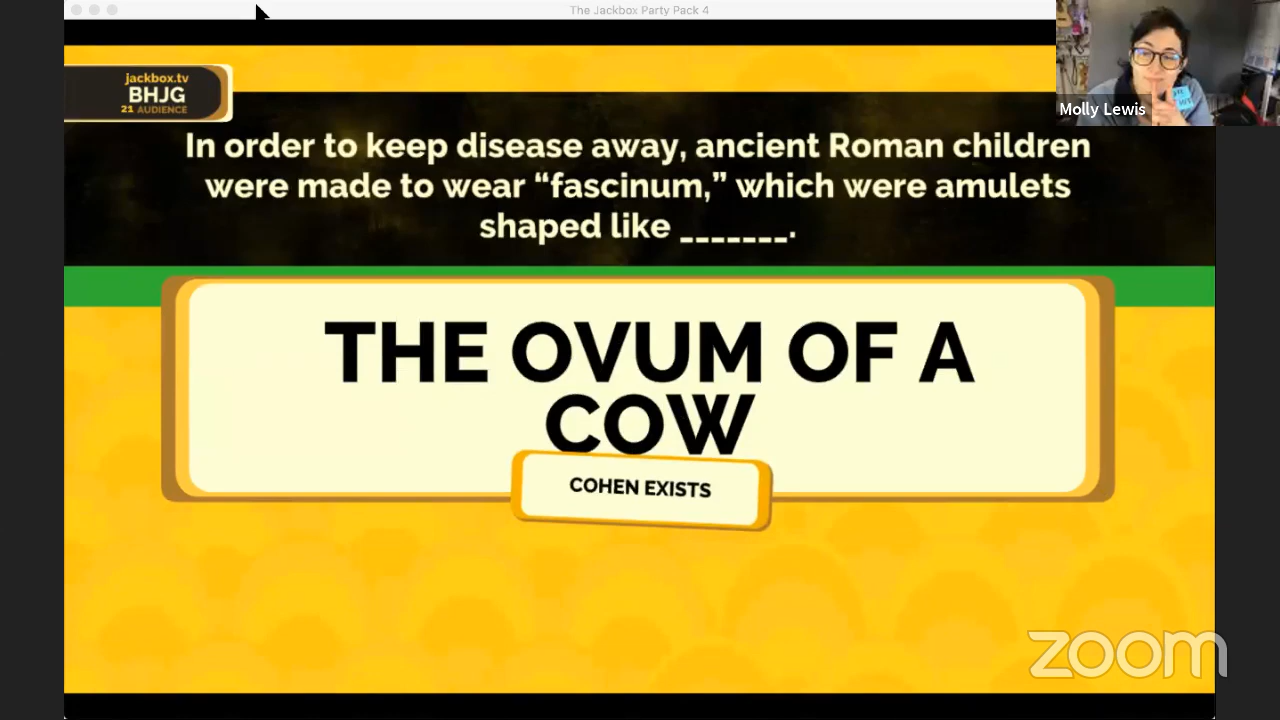 The Jackbox Party Pack 4
jackbox.tv
BHJG
21 AUDIENCE
Molly Lewis
In order to keep disease away, ancient Roman children
were made to wear “fascinum,” which were amulets
shaped like _______.
THE OVUM OF A
COW
COHEN EXISTS
zoom